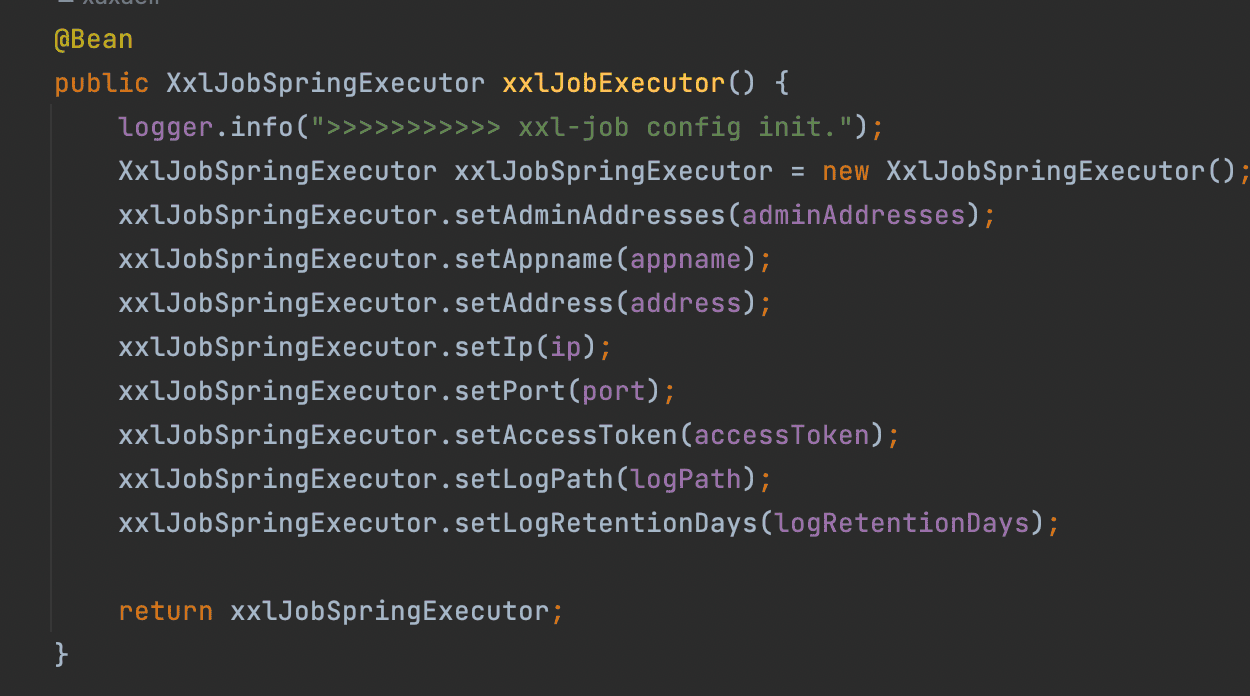 @Bean
public XxlJobSpringExecutor xxlJobExecutor() {
logger.info(">>>>>>>>>>> xxl-job config init.");
XxlJobSpringExecutor xxlJobSpringExecutor = new XxlJobSpringExecutor();
xxlJobSpringExecutor.setAdminAddresses(adminAddresses);
xxlJobSpringExecutor.setAppname(appname);
xxlJobSpringExecutor.setAddress(address);
xxlJobSpringExecutor.setIp(ip);
xxlJobSpringExecutor.setPort(port);
xxlJobSpringExecutor.setAccessToken(accessToken);
xxlJobSpringExecutor.setLogPath(logPath);
xxlJobSpringExecutor.setLogRetentionDays(logRetentionDays);
return xxlJobSpringExecutor;
}